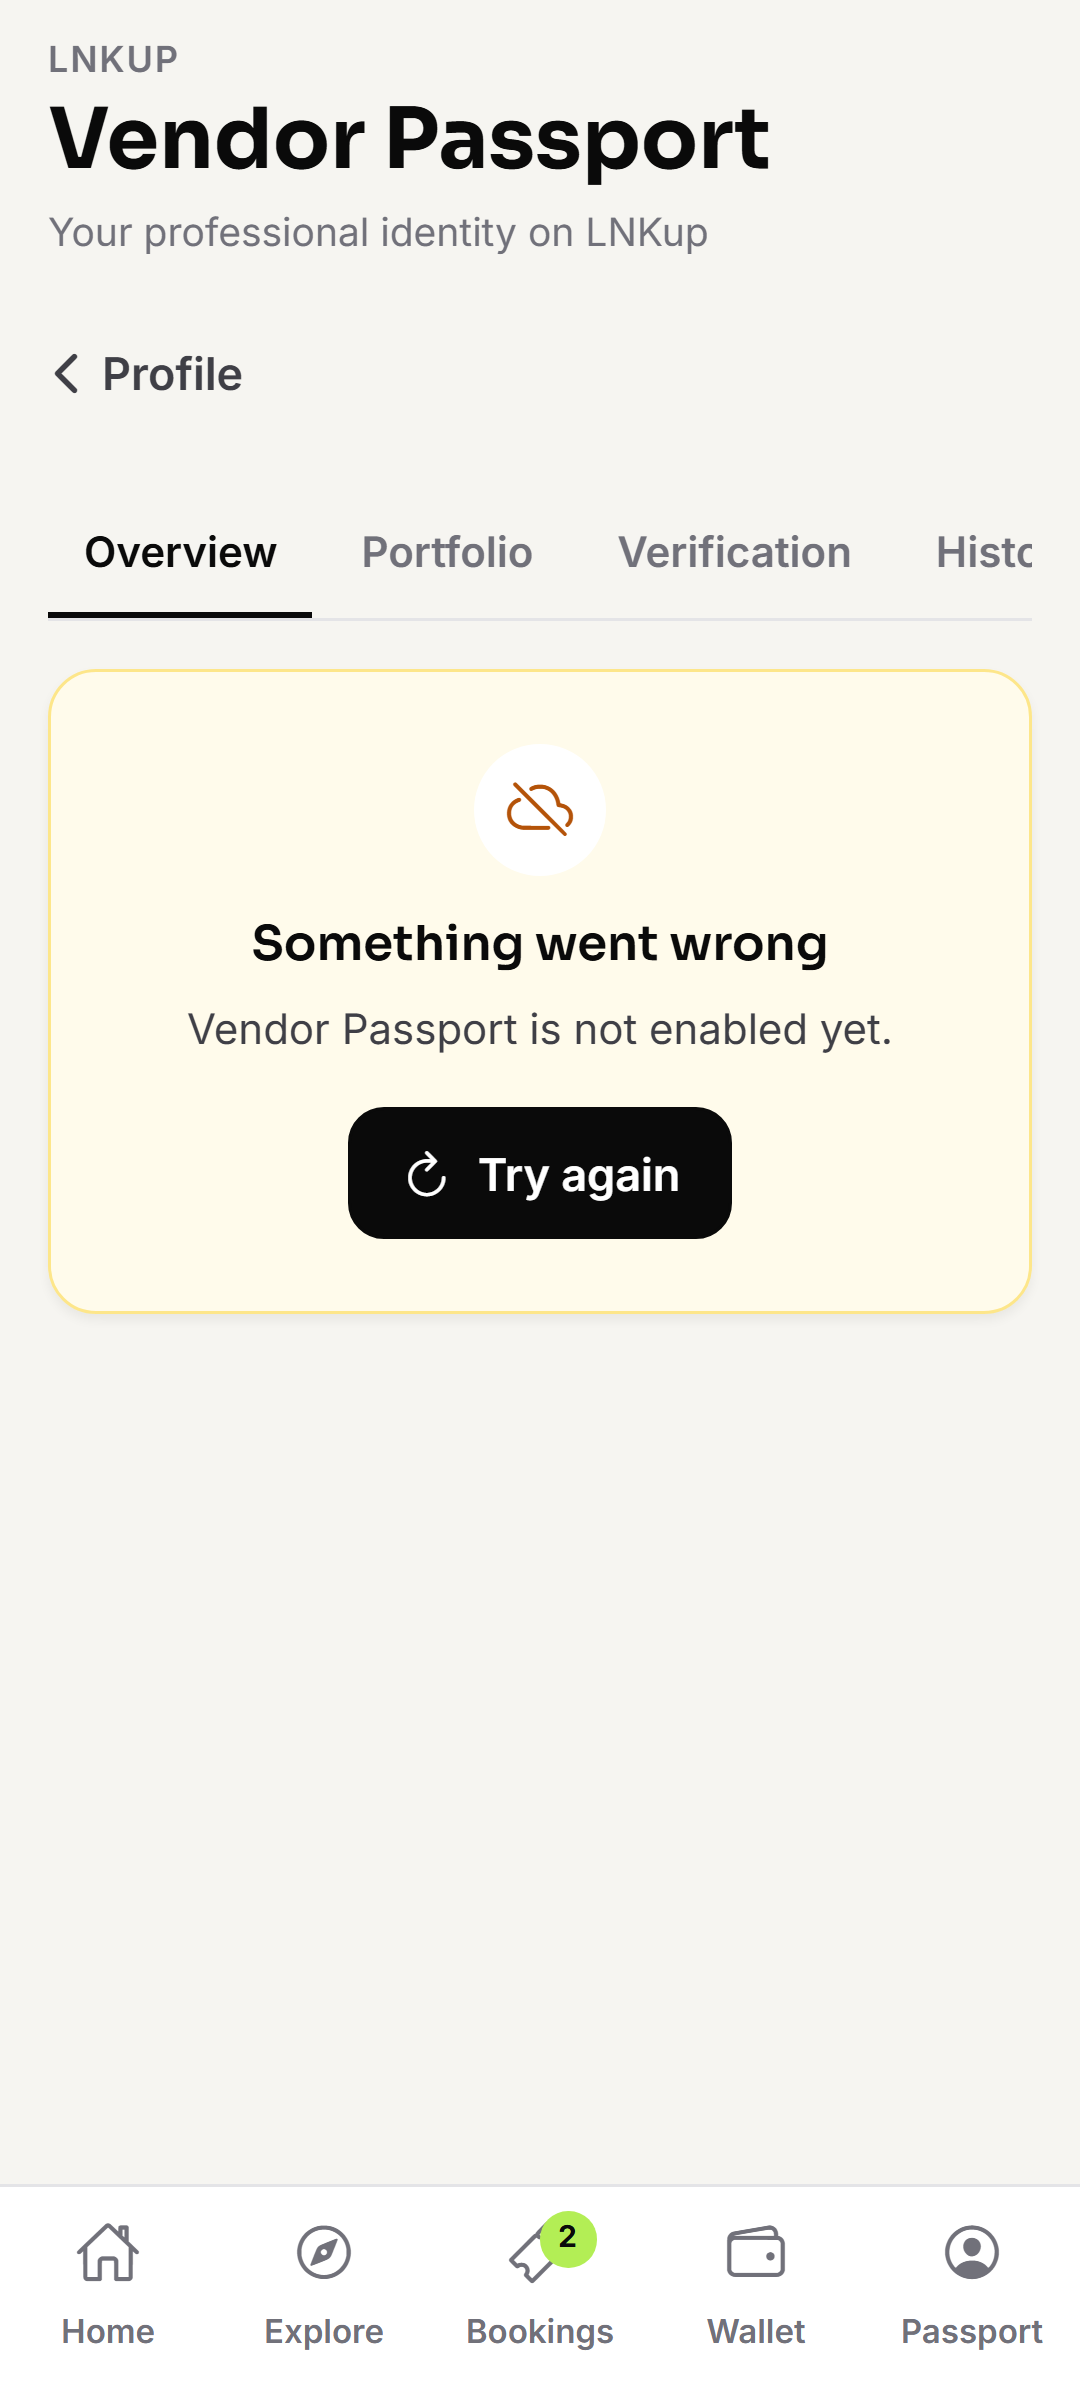 LNKUP
Vendor Passport
Your professional identity on LNKup
Profile
Overview Portfolio Verification Histo
Something went wrong
Vendor Passport is not enabled yet.
Try again
2
Home Explore Bookings Wallet Passport